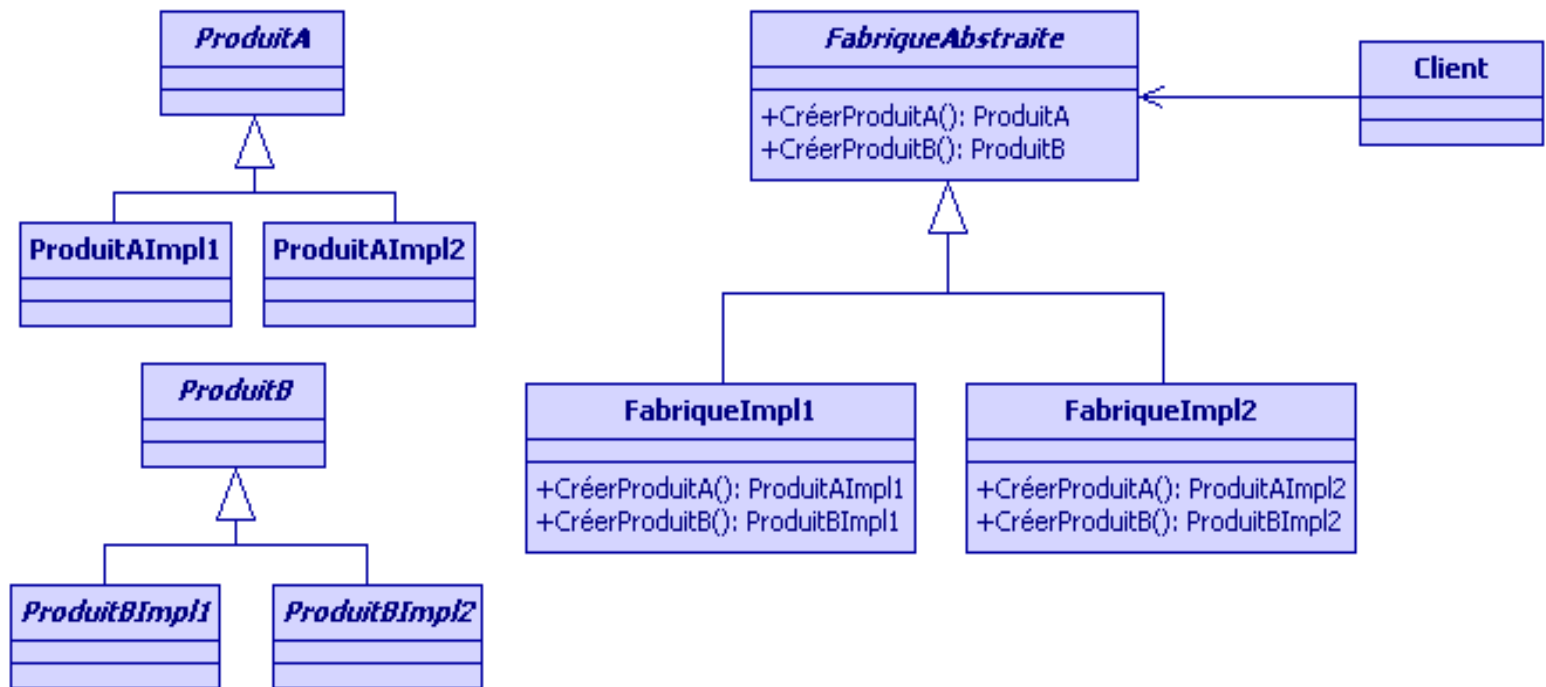 ProduitA
ProduitAImpl1
ProduitAImpl2
ProduitB
ProduitBImpl1
ProduitBImpl2
FabriqueAbstraite
+CréerProduitA(): ProduitA
+CréerProduitB(): ProduitB
Client
FabriqueImpl1
+CréerProduitA(): ProduitAImpl1
+CréerProduitB(): ProduitBImpl1
FabriqueImpl2
+CréerProduitA(): ProduitAImpl2
+CréerProduitB(): ProduitBImpl2